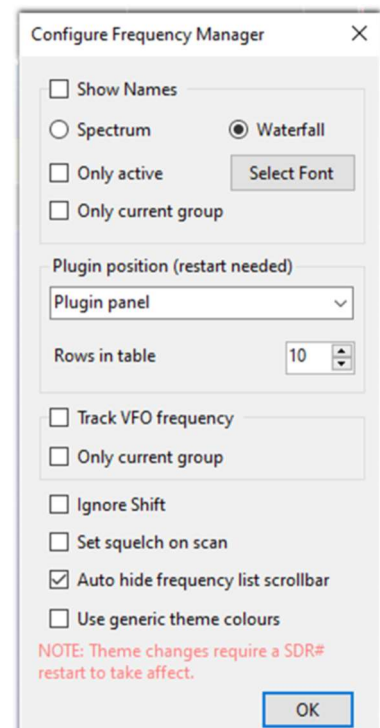 Configure Frequency Manager
Show Names
Spectrum Waterfall
Only active Select Font
Only current group
Plugin position (restart needed)
Plugin panel
Rows in table 10
Track VFO frequency
Only current group
Ignore Shift
Set squelch on scan
Auto hide frequency list scrollbar
Use generic theme colours
NOTE: Theme changes require a SDR#
restart to take affect.
OK